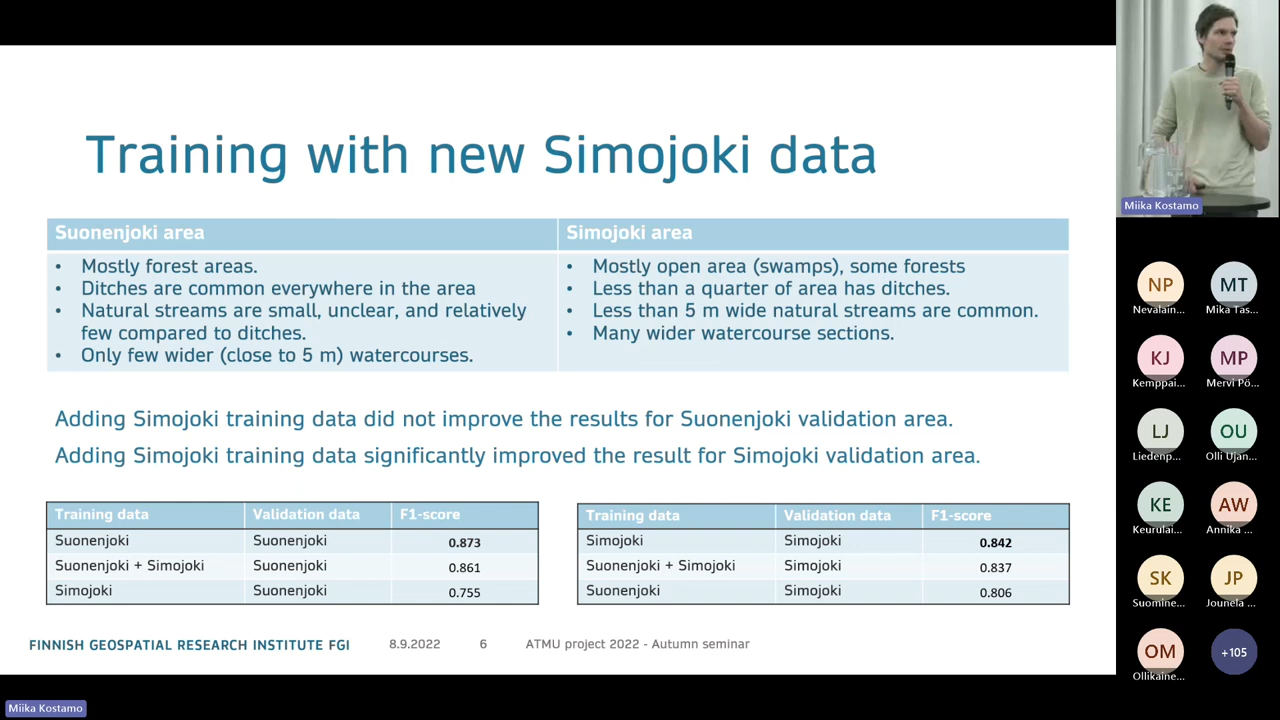 Training with new Simojoki data
Suonenjoki area
• Mostly forest areas.
• Ditches are common everywhere in the area
• Natural streams are small, unclear, and relatively
few compared to ditches.
• Only few wider (close to 5 m) watercourses.
Simojoki area
• Mostly open area (swamps), some forests
• Less than a quarter of area has ditches.
• Less than 5 m wide natural streams are common.
• Many wider watercourse sections.
Adding Simojoki training data did not improve the results for Suonenjoki validation area.
Adding Simojoki training data significantly improved the result for Simojoki validation area.
Training data Validation data F1-score
Suonenjoki Suonenjoki 0.873
Suonenjoki + Simojoki Suonenjoki 0.861
Simojoki Suonenjoki 0.755
Training data Validation data F1-score
Simojoki Simojoki 0.842
Suonenjoki + Simojoki Simojoki 0.837
Suonenjoki Simojoki 0.806
FINNISH GEOSPATIAL RESEARCH INSTITUTE FGI 8.9.2022 6 ATMU project 2022 - Autumn seminar
Miika Kostamo
Miika Kostamo
NP MT
Nevalain... Mika Tas...
KJ MP
Kemppai... Mervi Pö...
LJ OU
Liedenp... Olli Ujan...
KE AW
Keurulai... Annika ...
SK JP
Suomine... Jounela ...
OM +105
Ollikaine...